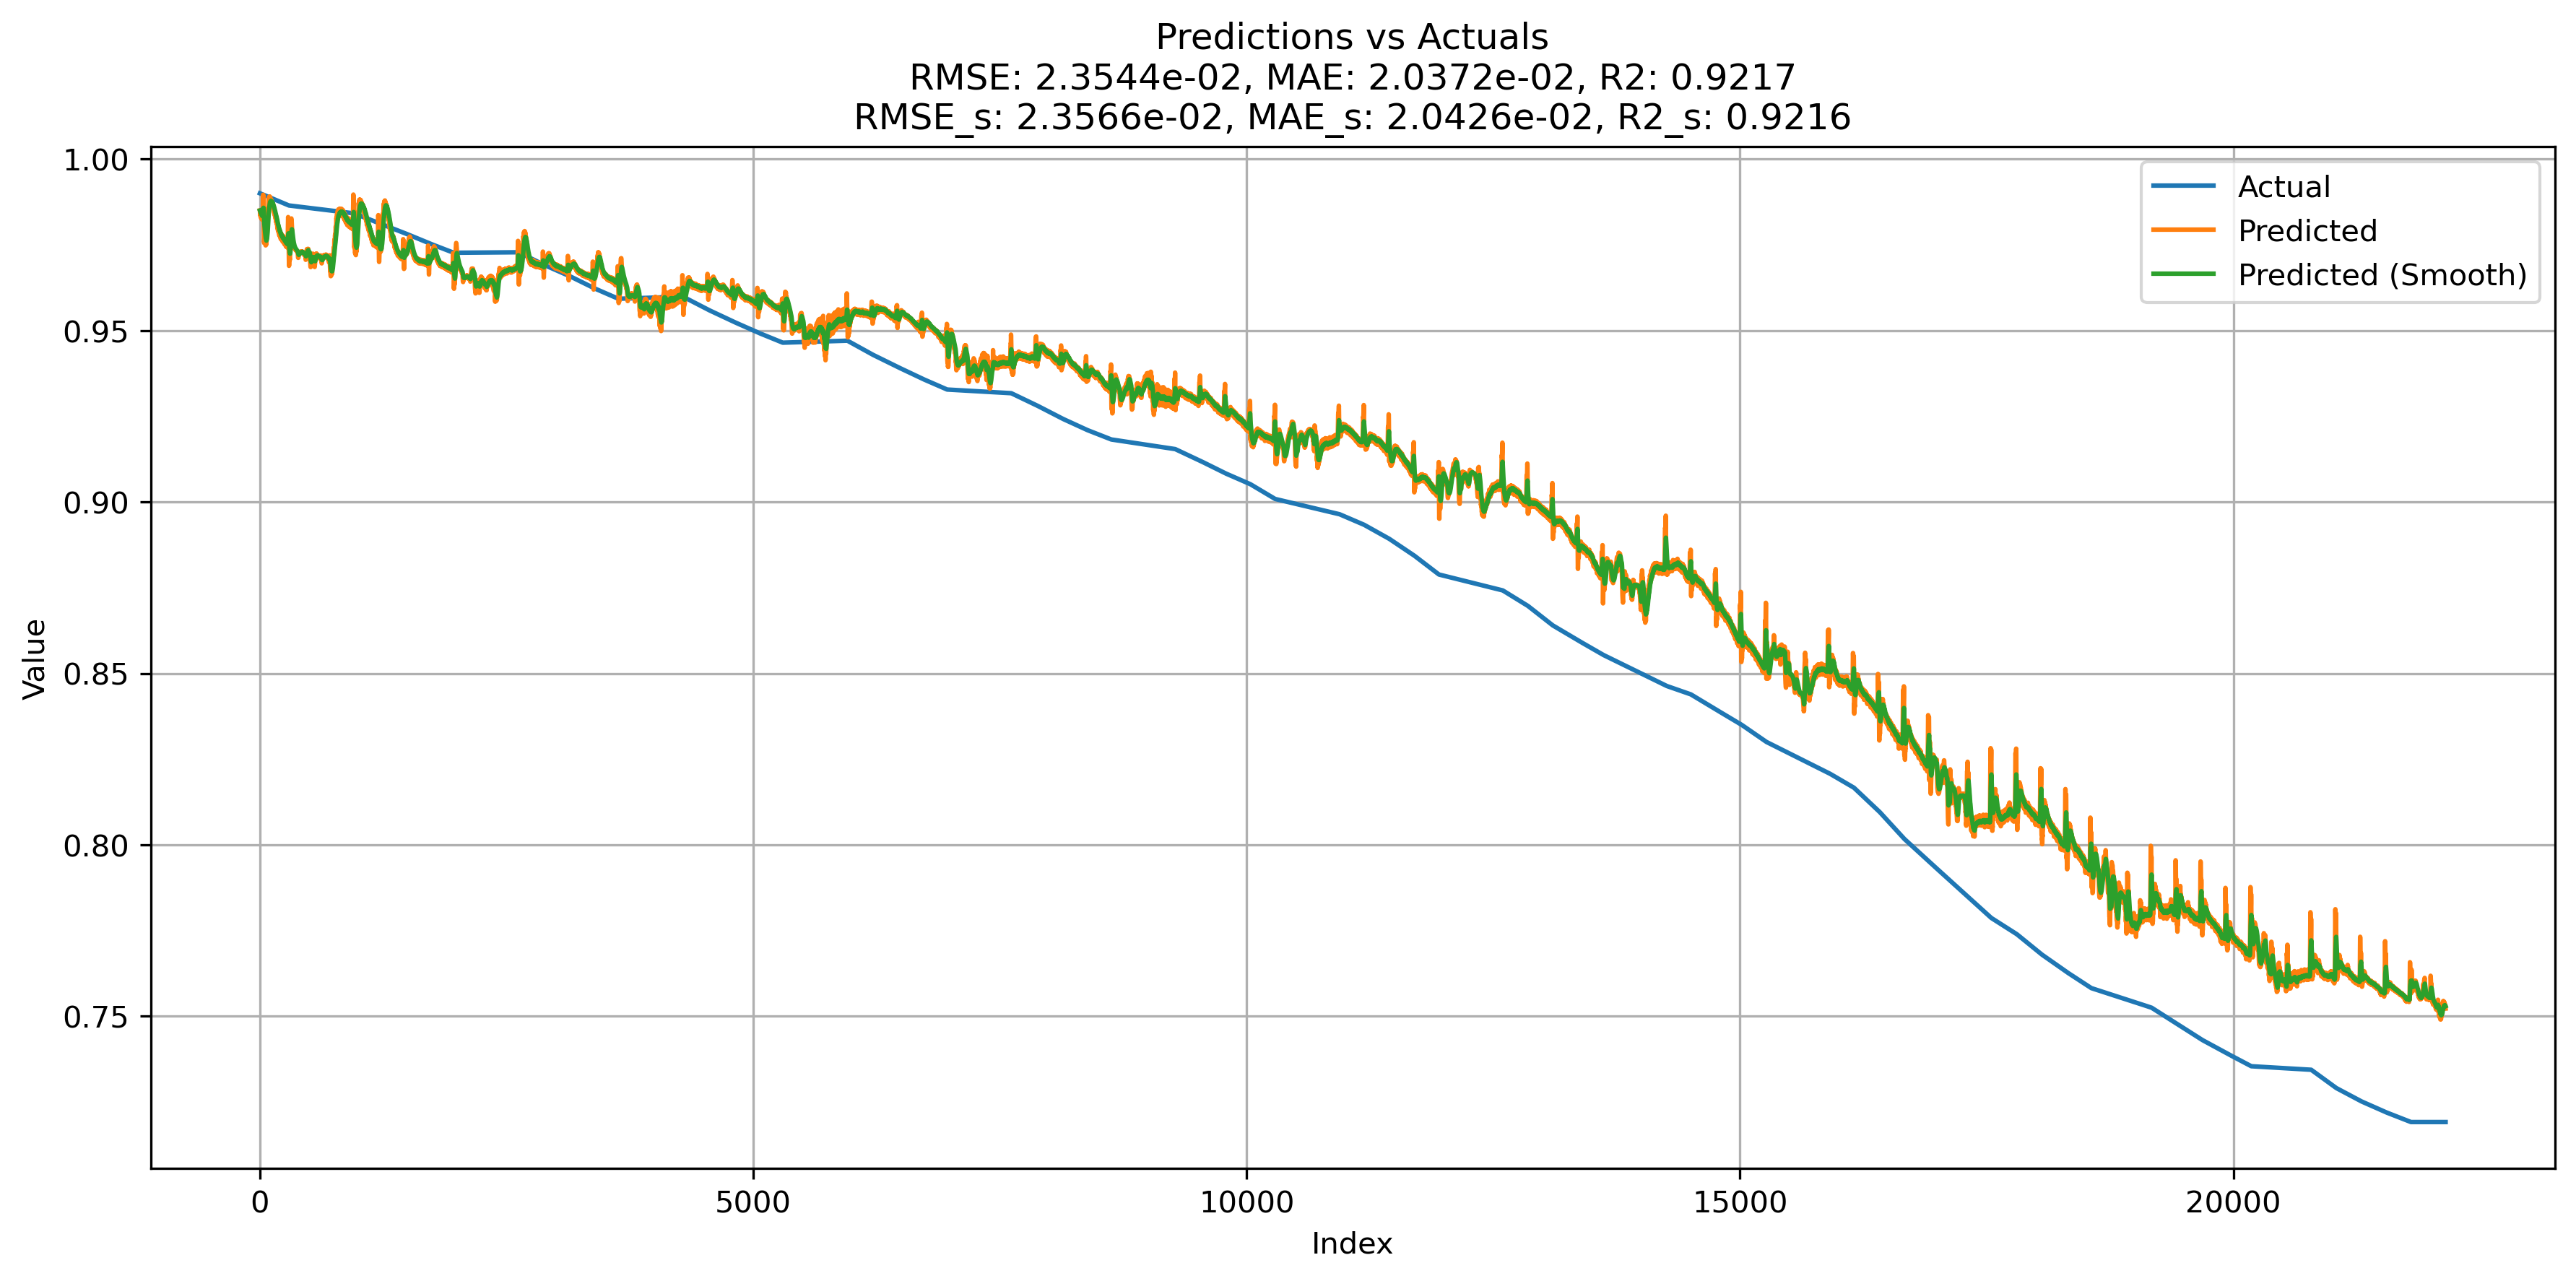 Predictions vs Actuals
RMSE: 2.3544e-02, MAE: 2.0372e-02, R2: 0.9217
RMSE_s: 2.3566e-02, MAE_s: 2.0426e-02, R2_s: 0.9216
1.00
0.95
0.90
0.85
0.80
0.75
Value
Actual
Predicted
Predicted (Smooth)
0
5000
10000
15000
20000
Index